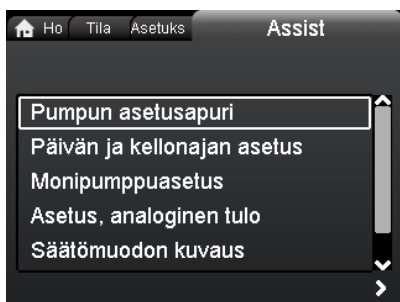 Ho Tila Asetuks Assist
Pumpun asetusapuri
Päivän ja kellonajan asetus
Monipumppuasetus
Asetus, analoginen tulo
Säätömuodon kuvaus